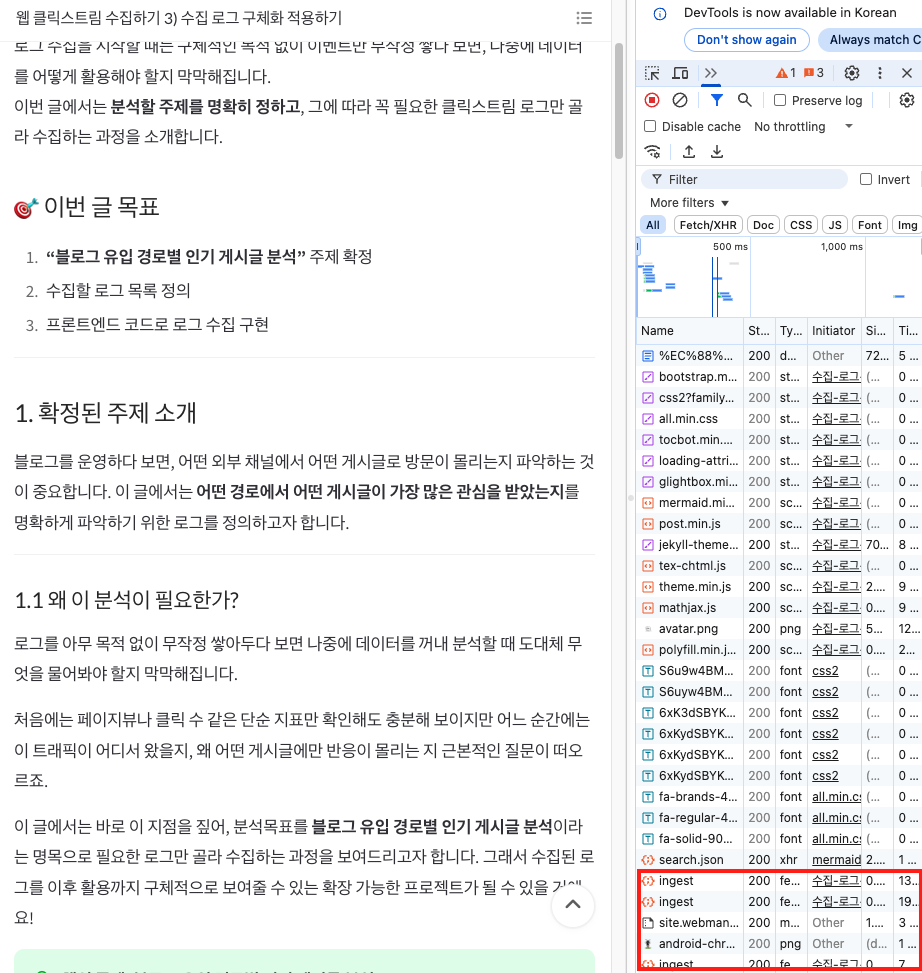 웹 클릭스트림 수집하기 3) 수집 로그 구체화 적용하기
로그 수집을 시작할 때는 구체적인 목적 없이 이벤트만 무작정 쌓다 보면, 나중에 데이터
를 어떻게 활용해야 할지 막막해집니다.
이번 글에서는 분석할 주제를 명확히 정하고, 그에 따라 꼭 필요한 클릭스트림 로그만 골
라 수집하는 과정을 소개합니다.
이번 글 목표
1. “블로그 유입 경로별 인기 게시글 분석” 주제 확정
2. 수집할 로그 목록 정의
3. 프론트엔드 코드로 로그 수집 구현
1. 확정된 주제 소개
블로그를 운영하다 보면, 어떤 외부 채널에서 어떤 게시글로 방문이 몰리는지 파악하는 것
이 중요합니다. 이 글에서는 어떤 경로에서 어떤 게시글이 가장 많은 관심을 받았는지를
명확하게 파악하기 위한 로그를 정의하고자 합니다.
1.1 왜 이 분석이 필요한가?
로그를 아무 목적 없이 무작정 쌓아두다 보면 나중에 데이터를 꺼내 분석할 때 도대체 무
엇을 물어봐야 할지 막막해집니다.
처음에는 페이지뷰나 클릭 수 같은 단순 지표만 확인해도 충분해 보이지만 어느 순간에는
이 트래픽이 어디서 왔을지, 왜 어떤 게시글에만 반응이 몰리는 지 근본적인 질문이 떠오
르죠.
이 글에서는 바로 이 지점을 짚어, 분석목표를 블로그 유입 경로별 인기 게시글 분석이라
는 명목으로 필요한 로그만 골라 수집하는 과정을 보여드리고자 합니다. 그래서 수집된 로
그를 이후 활용까지 구체적으로 보여줄 수 있는 확장 가능한 프로젝트가 될 수 있을
요!
DevTools is now available in Korean
Don't show again
Always match C
1 3
Preserve log
Disable cache No throttling
Filter
Invert
More filters
All Fetch/XHR Doc CSS JS Font Img
500 ms 1,000 ms
Name St... Ty... Initiator Si... Ti...
%EC%88%... 200 d... Other 72... 5 ...
bootstrap.m... 200 st... 수집-로그 (... 0 ...
css2?family... 200 st... 수집-로그 (... 0 ...
all.min.css 200 st... 수집-로그 (... 0 ...
tocbot.min.... 200 st... 수집-로그 (... 0 ...
loading-attri... 200 st... 수집-로그 (... 0 ...
glightbox.mi... 200 st... 수집-로그 (... 0 ...
mermaid.mi... 200 sc... 수집-로그 (... 0 ...
post.min.js 200 sc... 수집-로그 (... 0 ...
jekyll-theme... 200 st... 수집-로그 70... 8 ...
tex-chtml.js 200 sc... 수집-로그 (... 0 ...
theme.min.js 200 sc... 수집-로그 2.... 9 ...
mathjax.js 200 sc... 수집-로그 0.... 9 ...
avatar.png 200 png 수집-로그 5... 12...
polyfill.min.j... 200 sc... 수집-로그 0.... 2...
S6u9w4BM... 200 font css2 (... 0 ...
S6uyw4BM... 200 font css2 (... 0 ...
6xK3dSBYK... 200 font css2 (... 0 ...
6xKydSBYK... 200 font css2 (... 0 ...
6xKydSBYK... 200 font css2 (... 0 ...
6xKydSBYK... 200 font css2 (... 0 ...
fa-brands-4... 200 font all.min.cs (... 0 ...
fa-regular-4... 200 font all.min.cs (... 0 ...
fa-solid-90... 200 font all.min.cs (... 0 ...
search.json 200 xhr mermaid 2.... 1 ...
ingest 200 fe... 수집-로그 0.... 13...
ingest 200 fe... 수집-로그 0.... 19...
site.webman... 200 m... Other 1.... 3 ...
android-chr... 200 png Other (d... 1 ...
ingest 200 fe... 수집-로그 0... 7...